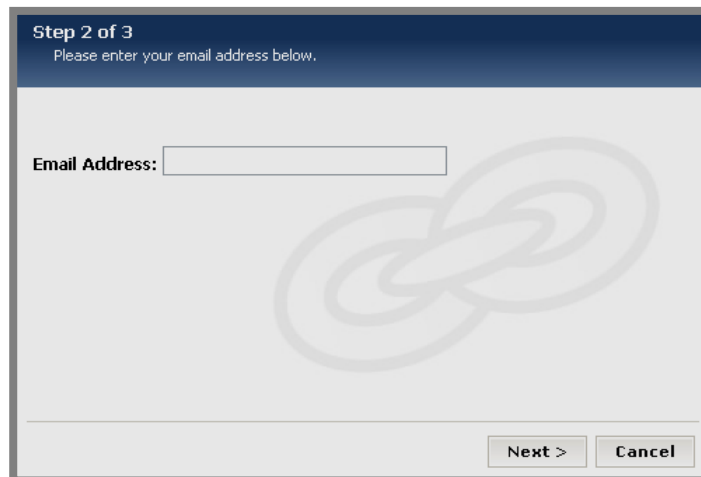 Step 2 of 3
Please enter your email address below.
Email Address:
Next > Cancel